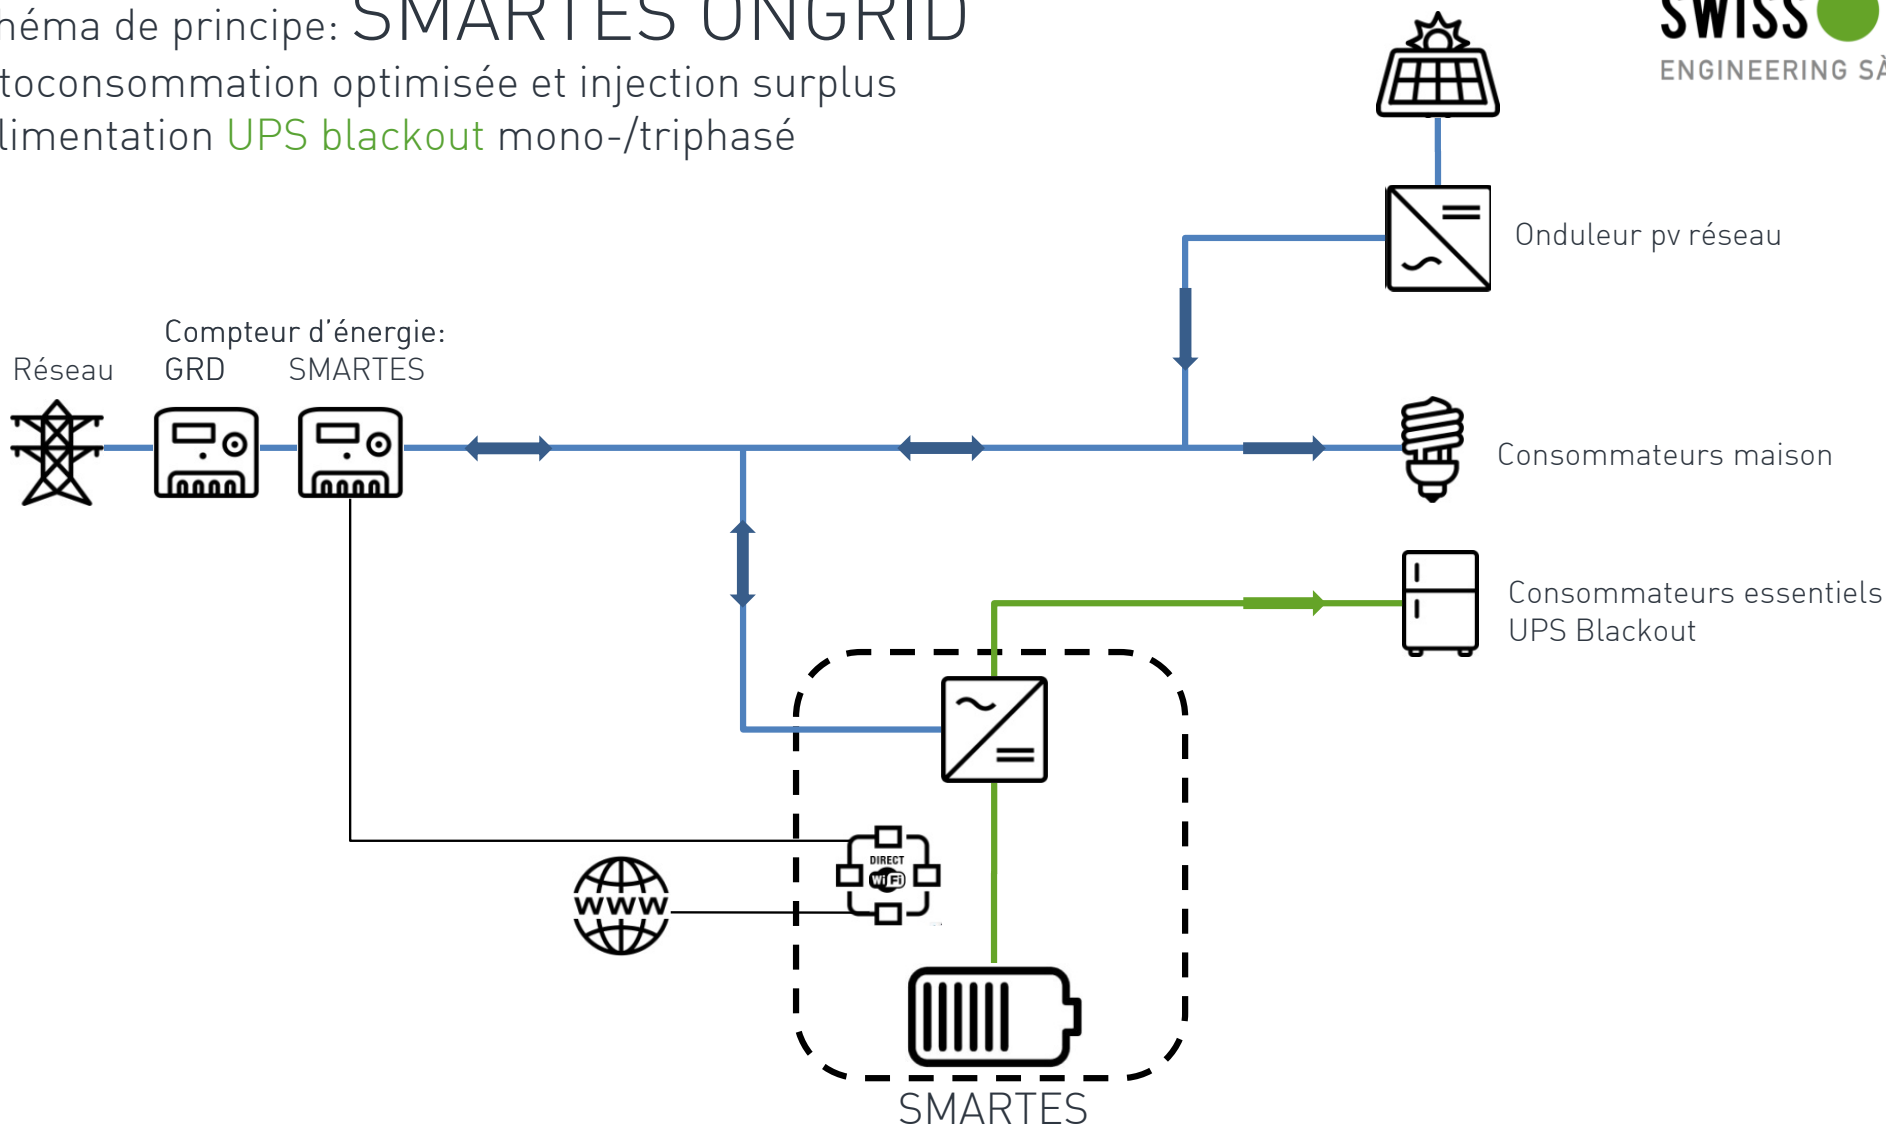 héma de principe: SMARTES ONGRID
toconsommation optimisée et injection surplus
limentation UPS blackout mono-/triphasé
SWISS
ENGINEERING SÀ
Onduleur pv réseau
Compteur d'énergie:
Réseau GRD SMARTES
Consommateurs maison
Consommateurs essentiels
UPS Blackout
DIRECT
WiFi
WWW
SMARTES